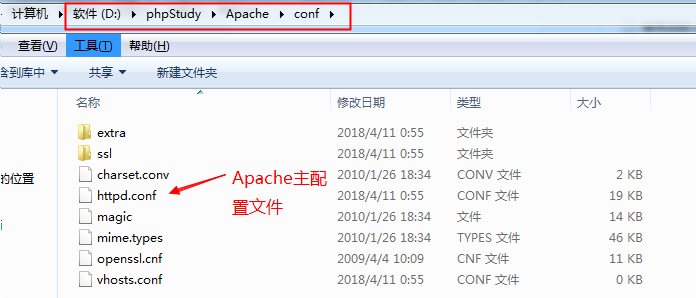 计算机 软件 (D:) phpStudy Apache conf
查看(V) 工具(T) 帮助(H)
含到库中 共享 新建文件夹
名称 修改日期 类型 大小
extra 2018/4/11 0:55 文件夹
ssl 2018/4/11 0:55 文件夹
charset.conv 2010/1/26 18:34 CONV 文件 2 KB
httpd.conf 2018/4/11 0:55 CONF 文件 19 KB
magic 2010/1/26 18:34 文件 14 KB
mime.types 2010/1/26 18:34 TYPES 文件 46 KB
openssl.cnf 2009/4/4 10:09 CNF 文件 11 KB
vhosts.conf 2018/4/11 0:55 CONF 文件 0 KB
的位置
Apache主配
置文件